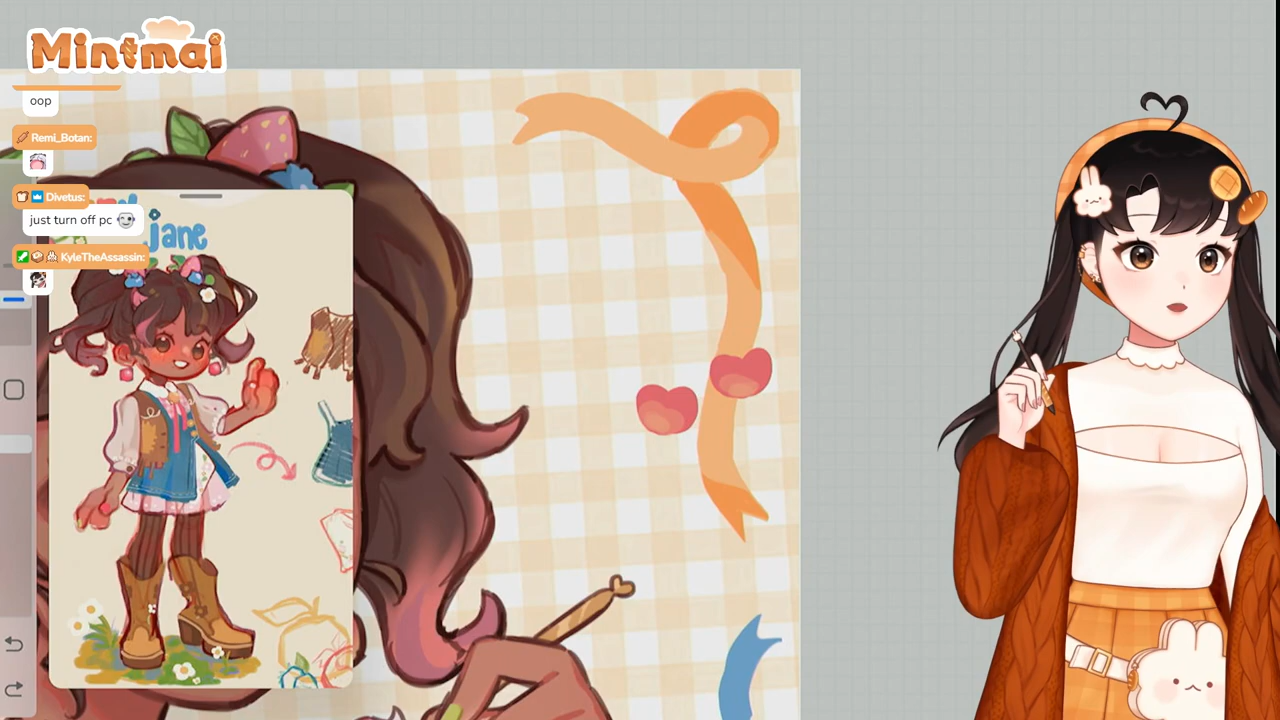 Mintmai
oop
Remi_Botan:
Divetus:
just turn off pc
KyleTheAssassin:
jane